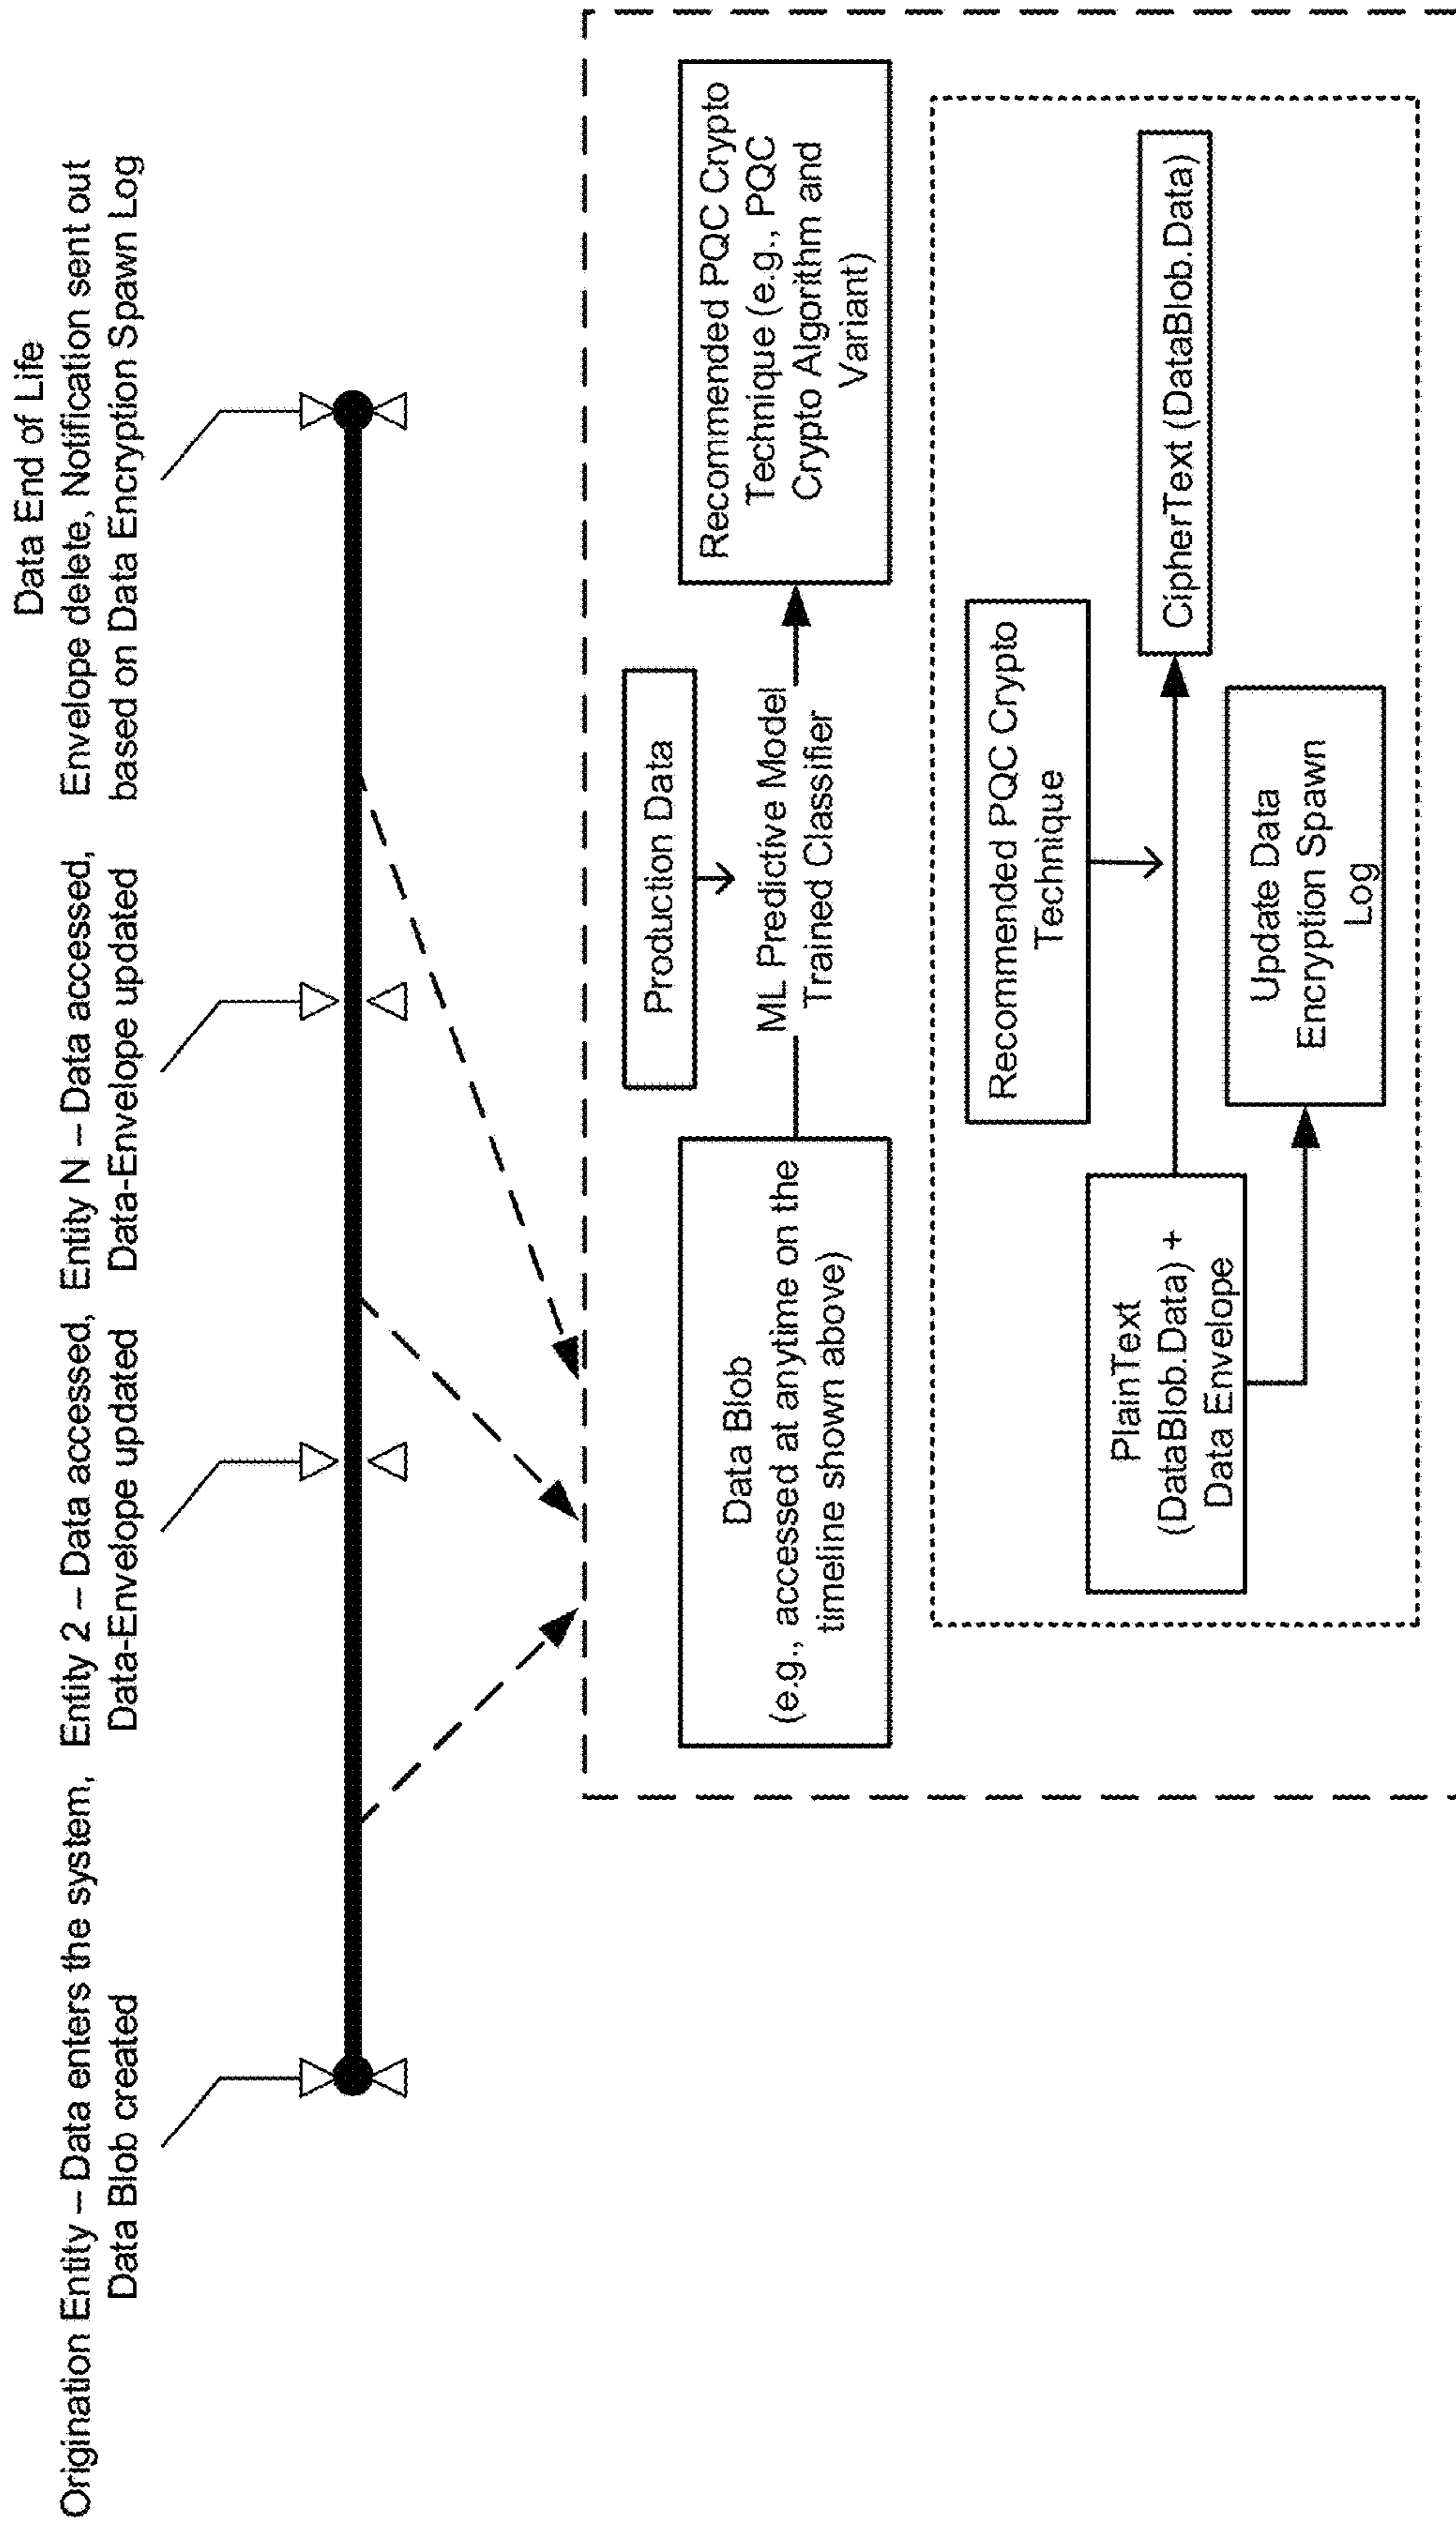 Origination Entity – Data enters the system,
Data Blob created
Entity 2 – Data accessed,
Data-Envelope updated
Entity N – Data accessed,
Data-Envelope updated
Data End of Life
Envelope delete, Notification sent out
based on Data Encryption Spawn Log
Data Blob
(e.g., accessed at anytime on the
timeline shown above)
Production Data
ML Predictive Model
Trained Classifier
Recommended PQC Crypto
Technique (e.g., PQC
Crypto Algorithm and
Variant)
Recommended PQC Crypto
Technique
PlainText
(DataBlob.Data) +
Data Envelope
CipherText (DataBlob.Data)
Update Data
Encryption Spawn
Log